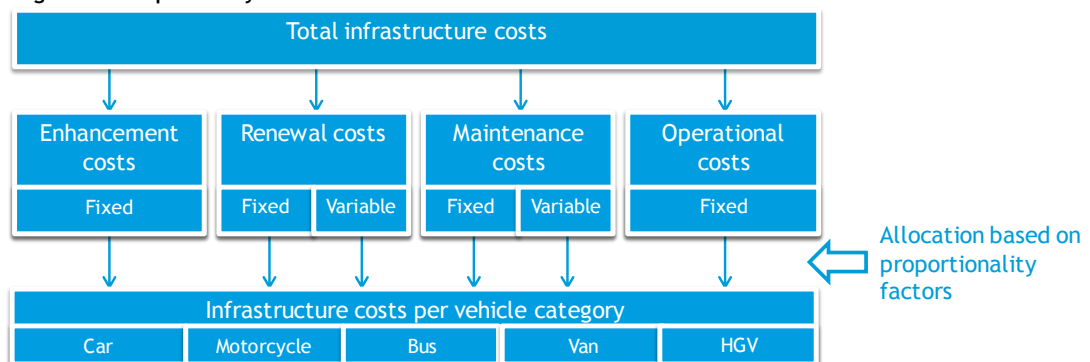 Total infrastructure costs
Enhancement
costs
Renewal costs
Maintenance
costs
Operational
costs
Fixed
Fixed
Variable
Fixed
Variable
Fixed
Allocation based on
proportionality
factors
Infrastructure costs per vehicle category
Car
Motorcycle
Bus
Van
HGV